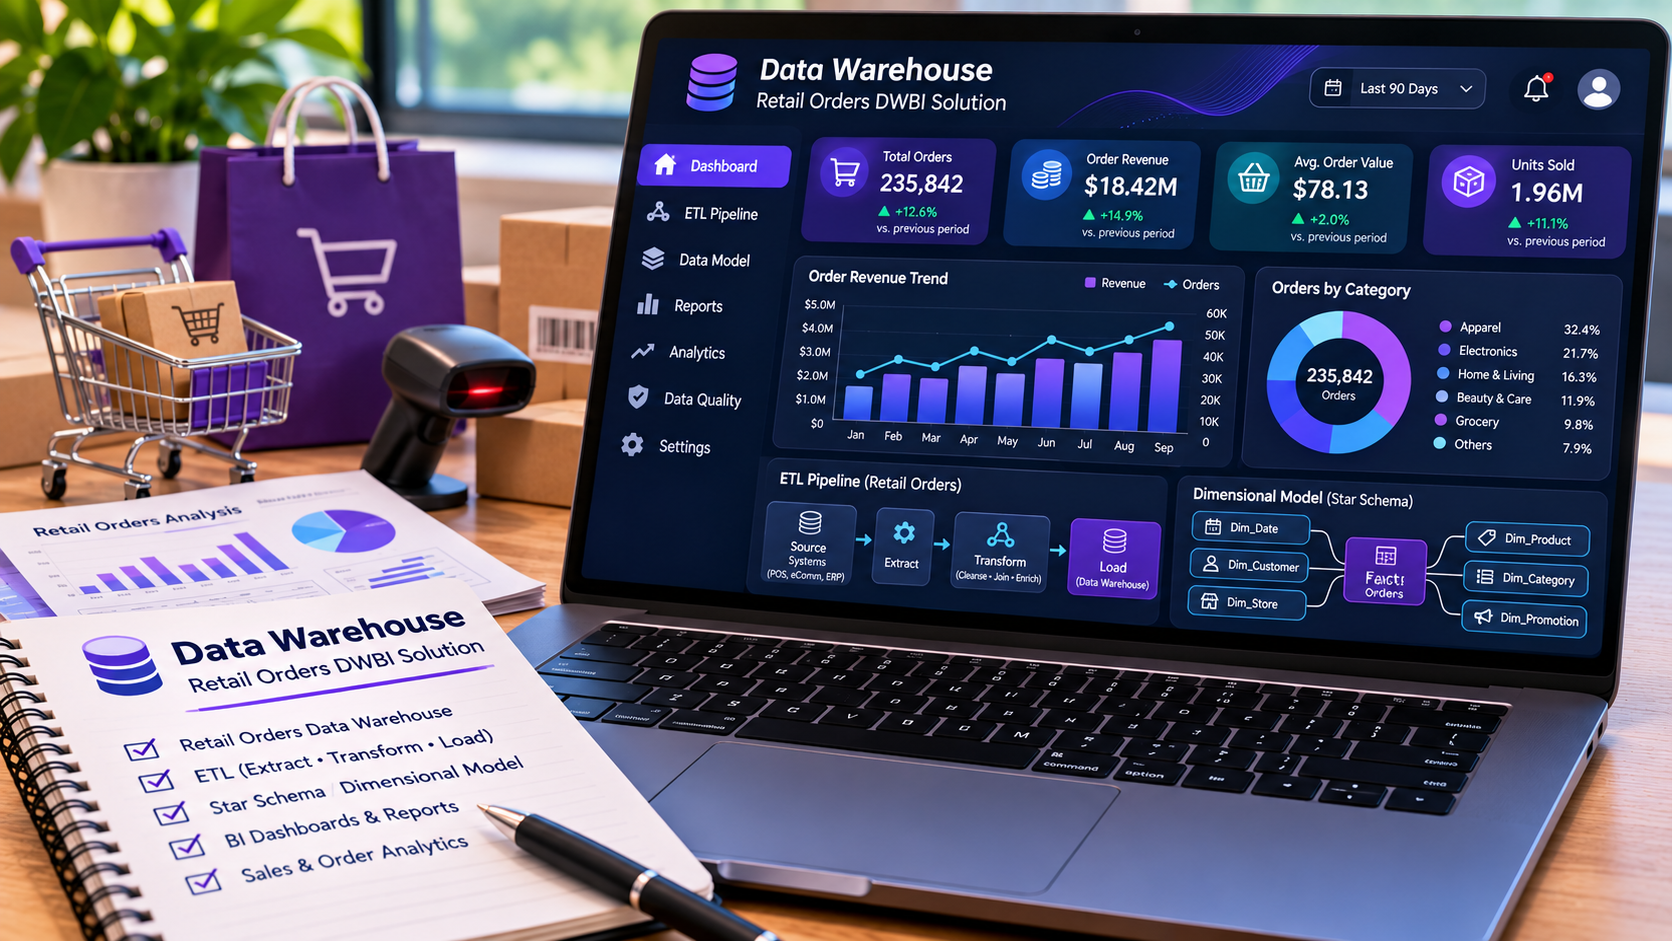 Data Warehouse
Retail Orders DWBI Solution
Last 90 Days
Dashboard
ETL Pipeline
Data Model
Reports
Analytics
Data Quality
Settings
Total Orders
235,842
+12.6%
vs. previous period
Order Revenue
$18.42M
+14.9%
vs. previous period
Avg. Order Value
$78.13
+2.0%
vs. previous period
Units Sold
1.96M
+11.1%
vs. previous period
Order Revenue Trend
Revenue
Orders
$5.0M
$4.0M
$3.0M
$2.0M
$1.0M
$0
60K
50K
40K
30K
20K
10K
0
Jan Feb Mar Apr May Jun Jul Aug Sep
Orders by Category
235,842
Orders
Apparel 32.4%
Electronics 21.7%
Home & Living 16.3%
Beauty & Care 11.9%
Grocery 9.8%
Others 7.9%
ETL Pipeline (Retail Orders)
Source
Systems
(POS, eComm, ERP)
Extract
Transform
(Cleanse • Join • Enrich)
Load
(Data Warehouse)
Dimensional Model (Star Schema)
Dim_Date
Dim_Customer
Dim_Store
Orders
Dim_Product
Dim_Category
Dim_Promotion
Retail Orders Analysis
Data Warehouse
Retail Orders DWBI Solution
Retail Orders Data Warehouse
ETL (Extract • Transform • Load)
Star Schema / Dimensional Model
BI Dashboards & Reports
Sales & Order Analytics
command
option